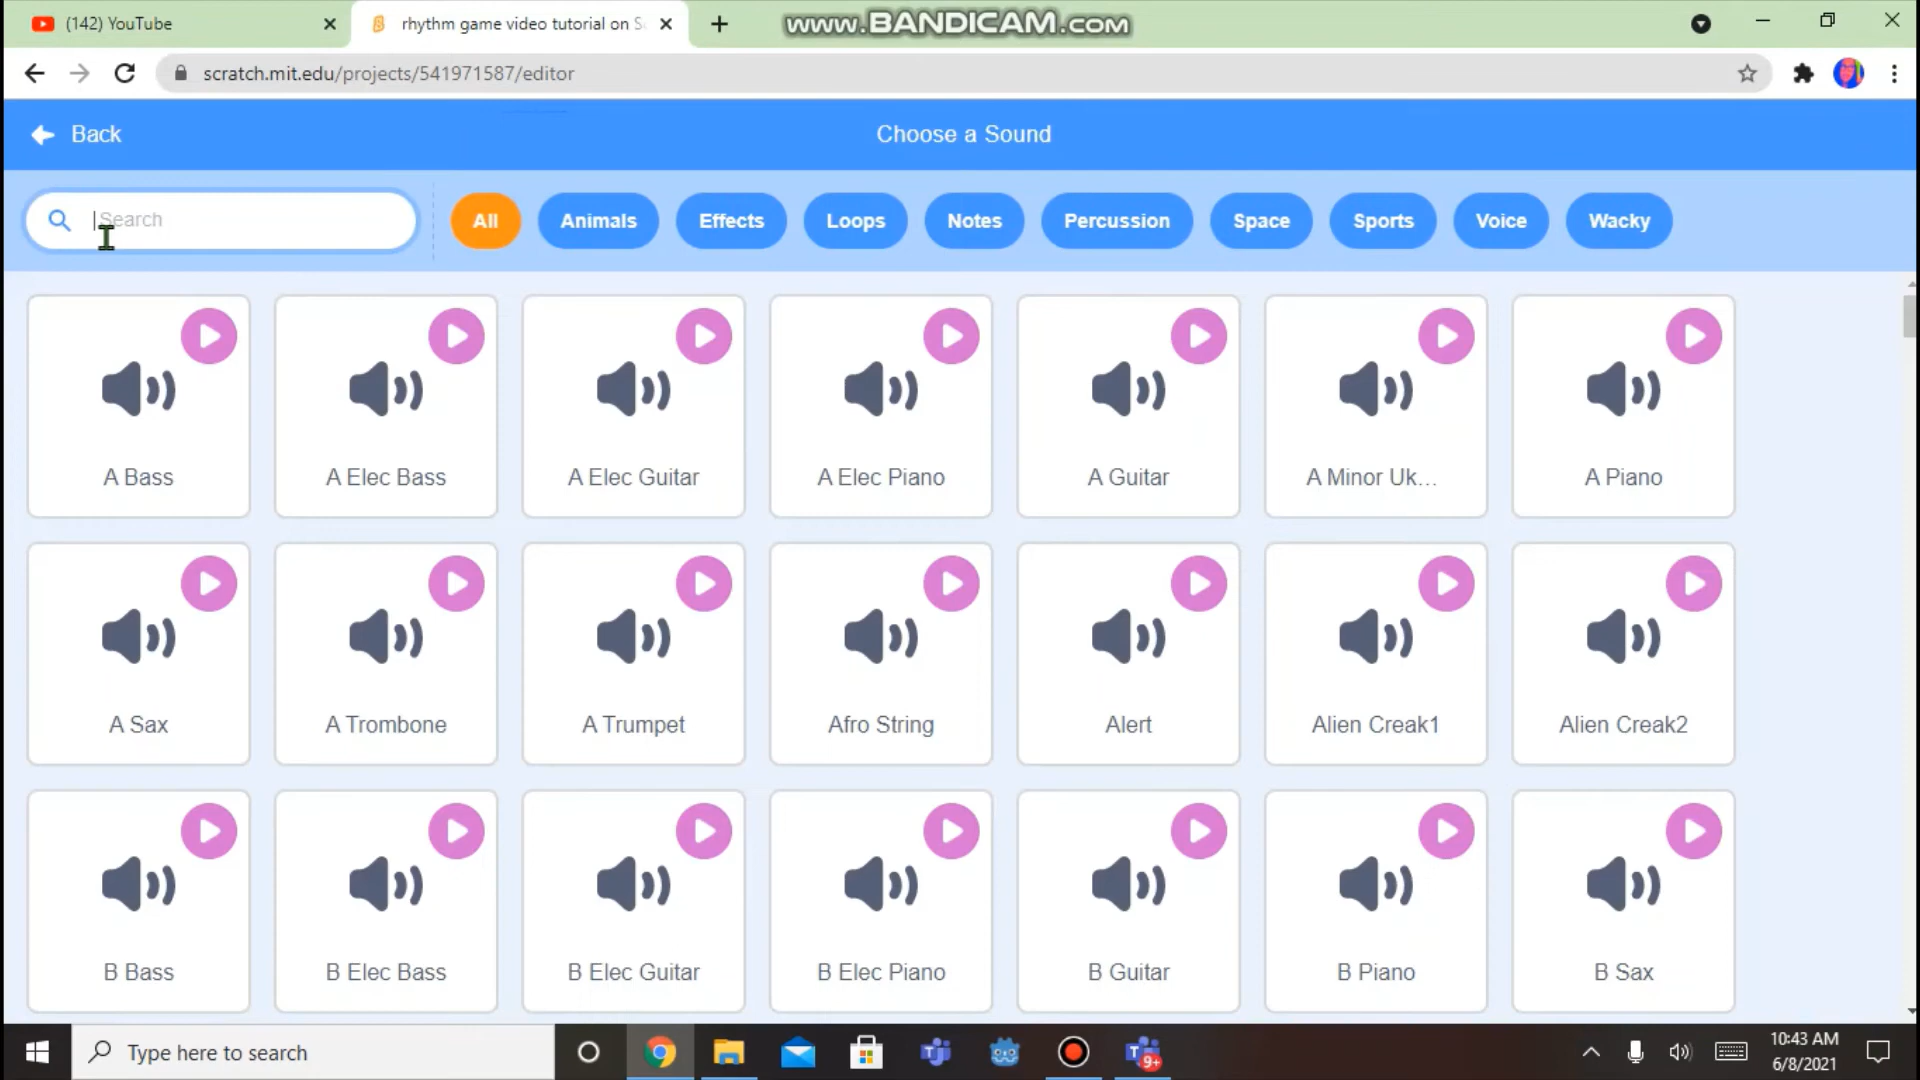 (142) YouTube
rhythm game video tutorial on S
www.BANDICAM.com
scratch.mit.edu/projects/541971587/editor
Back
Choose a Sound
Search
All
Animals
Effects
Loops
Notes
Percussion
Space
Sports
Voice
Wacky
A Bass
A Elec Bass
A Elec Guitar
A Elec Piano
A Guitar
A Minor Uk...
A Piano
A Sax
A Trombone
A Trumpet
Afro String
Alert
Alien Creak1
Alien Creak2
B Bass
B Elec Bass
B Elec Guitar
B Elec Piano
B Guitar
B Piano
B Sax
Type here to search
9+
10:43 AM
6/8/2021